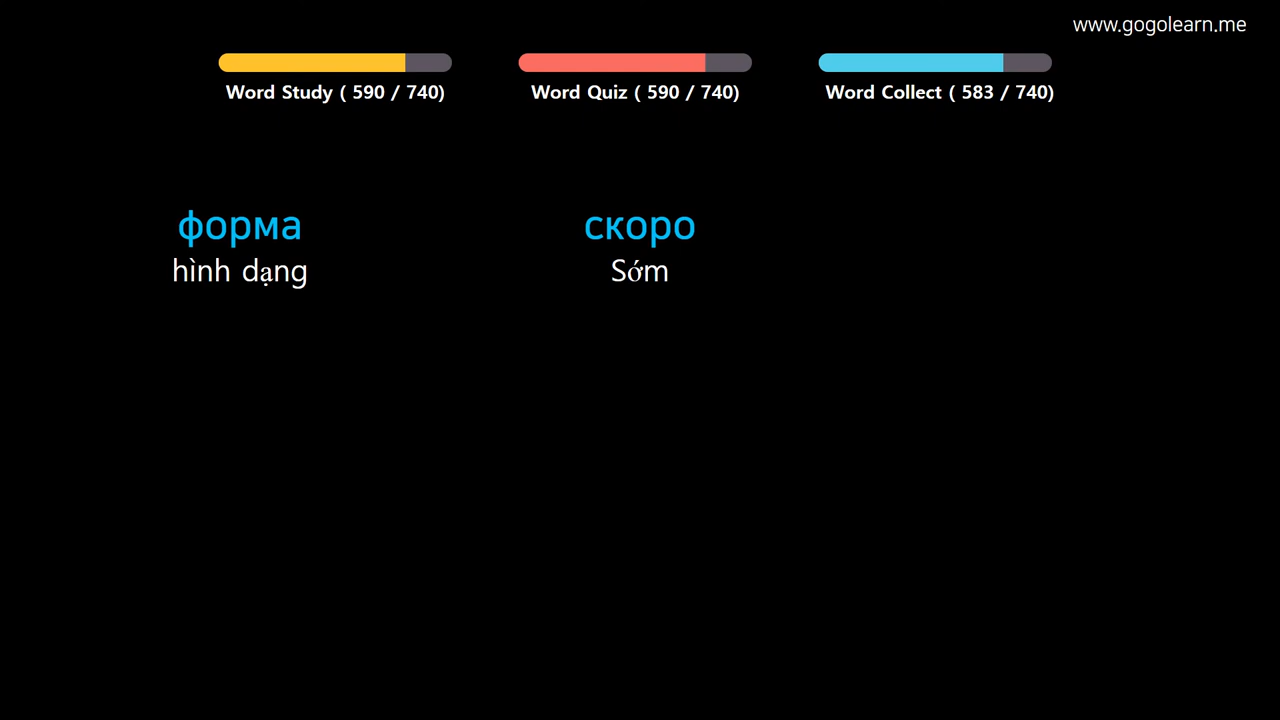 www.gogolearn.me
Word Study ( 590 / 740)
Word Quiz ( 590 / 740)
Word Collect ( 583 / 740)
форма
скоро
hình dạng
Sớm